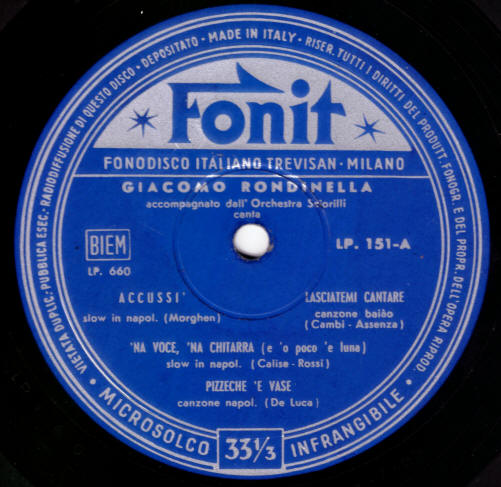 VIETATA DUPLIC.·PUBBLICA ESEC.·RADIODIFFUSIONE DI QUESTO DISCO · DEPOSITATO · MADE IN ITALY · RISER. TUTTI I DIRITTI DEL PRODUTT. FONOGR. E DEL PROPR. DELL'OPERA RIPROD.
Fonit
FONODISCO ITALIANO TREVISAN · MILANO
GIACOMO RONDINELLA
accompagnato dall' Orchestra Sc'orilli
canta
BIEM
LP. 151-A
LP. 660
ACCUSSI'
slow in napol. (Morghen)
LASCIATEMI CANTARE
canzone baiâo
(Cambi - Assenza)
'NA VOCE, 'NA CHITARRA (e 'o poco 'e luna)
slow in napol. (Calise - Rossi)
PIZZECHE 'E VASE
canzone napol. (De Luca)
MICROSOLCO 33⅓ INFRANGIBILE